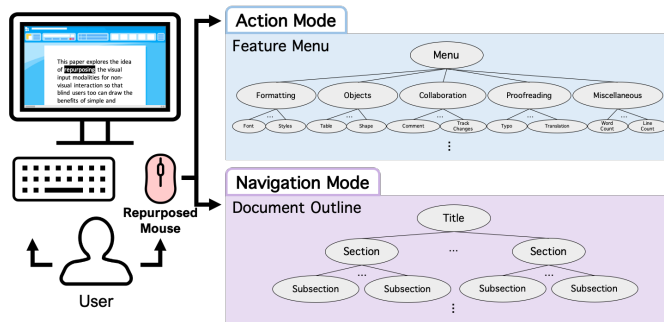 This paper explores the idea
of repurposing the visual
input modalities for non-
visual interaction so that
blind users too can draw the
benefits of simple and
Repurposed
Mouse
User
Action Mode
Feature Menu
Menu
Formatting
Objects
Collaboration
Proofreading
Miscellaneous
...
...
...
...
...
Font
Styles
Table
Shape
Comment
Track
Changes
Typo
Translation
Word
Count
Line
Count
⋮
Navigation Mode
Document Outline
Title
Section
...
Section
...
...
Subsection
Subsection
Subsection
Subsection
⋮